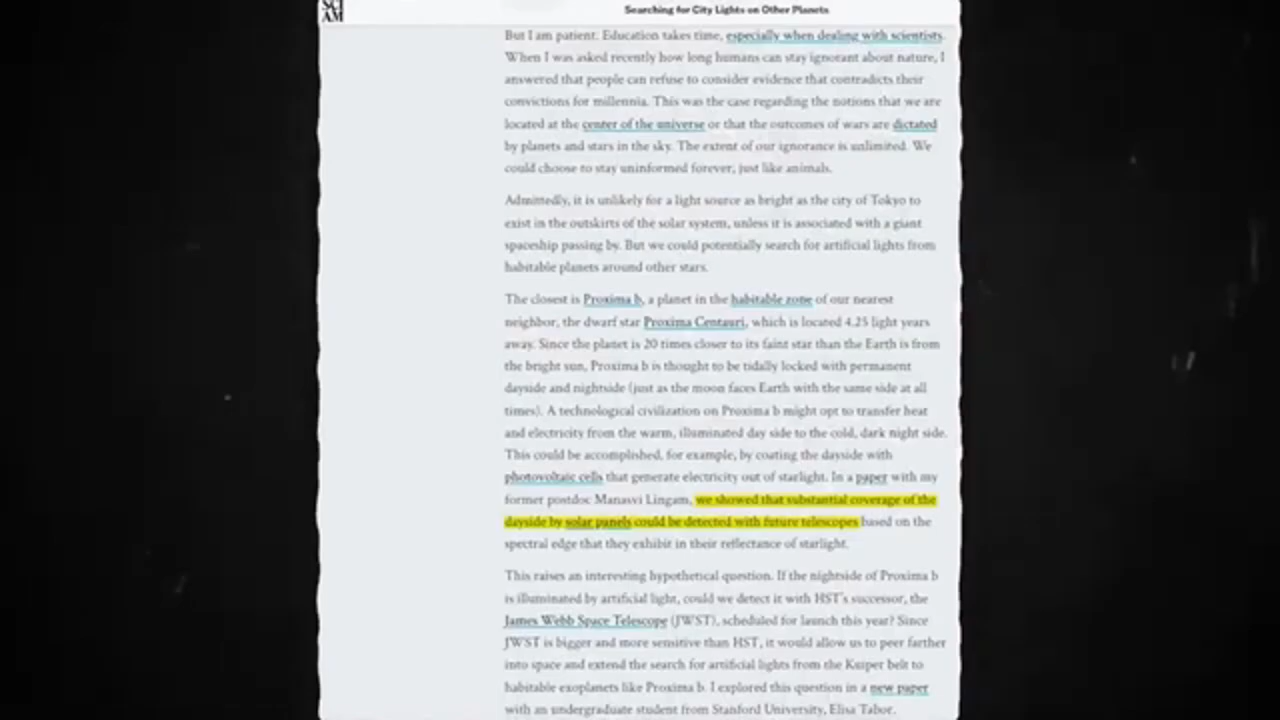 SCI
AM
Searching for City Lights on Other Planets
But I am patient. Education takes time, especially when dealing with scientists.
When I was asked recently how long humans can stay ignorant about nature, I
answered that people can refuse to consider evidence that contradicts their
convictions for millennia. This was the case regarding the notions that we are
located at the center of the universe or that the outcomes of wars are dictated
by planets and stars in the sky. The extent of our ignorance is unlimited. We
could choose to stay uninformed forever, just like animals.
Admittedly, it is unlikely for a light source as bright as the city of Tokyo to
exist in the outskirts of the solar system, unless it is associated with a giant
spaceship passing by. But we could potentially search for artificial lights from
habitable planets around other stars.
The closest is Proxima b, a planet in the habitable zone of our nearest
neighbor, the dwarf star Proxima Centauri, which is located 4.25 light years
away. Since the planet is 20 times closer to its faint star than the Earth is from
the bright sun, Proxima b is thought to be tidally locked with permanent
dayside and nightside (just as the moon faces Earth with the same side at all
times). A technological civilization on Proxima b might opt to transfer heat
and electricity from the warm, illuminated day side to the cold, dark night side.
This could be accomplished, for example, by coating the dayside with
photovoltaic cells that generate electricity out of starlight. In a paper with my
former postdoc Manasvi Lingam, we showed that substantial coverage of the
dayside by solar panels could be detected with future telescopes based on the
spectral edge that they exhibit in their reflectance of starlight.
This raises an interesting hypothetical question. If the nightside of Proxima b
is illuminated by artificial light, could we detect it with HST's successor, the
James Webb Space Telescope (JWST), scheduled for launch this year? Since
JWST is bigger and more sensitive than HST, it would allow us to peer farther
into space and extend the search for artificial lights from the Kuiper belt to
habitable exoplanets like Proxima b. I explored this question in a new paper
with an undergraduate student from Stanford University, Elisa Tabor.